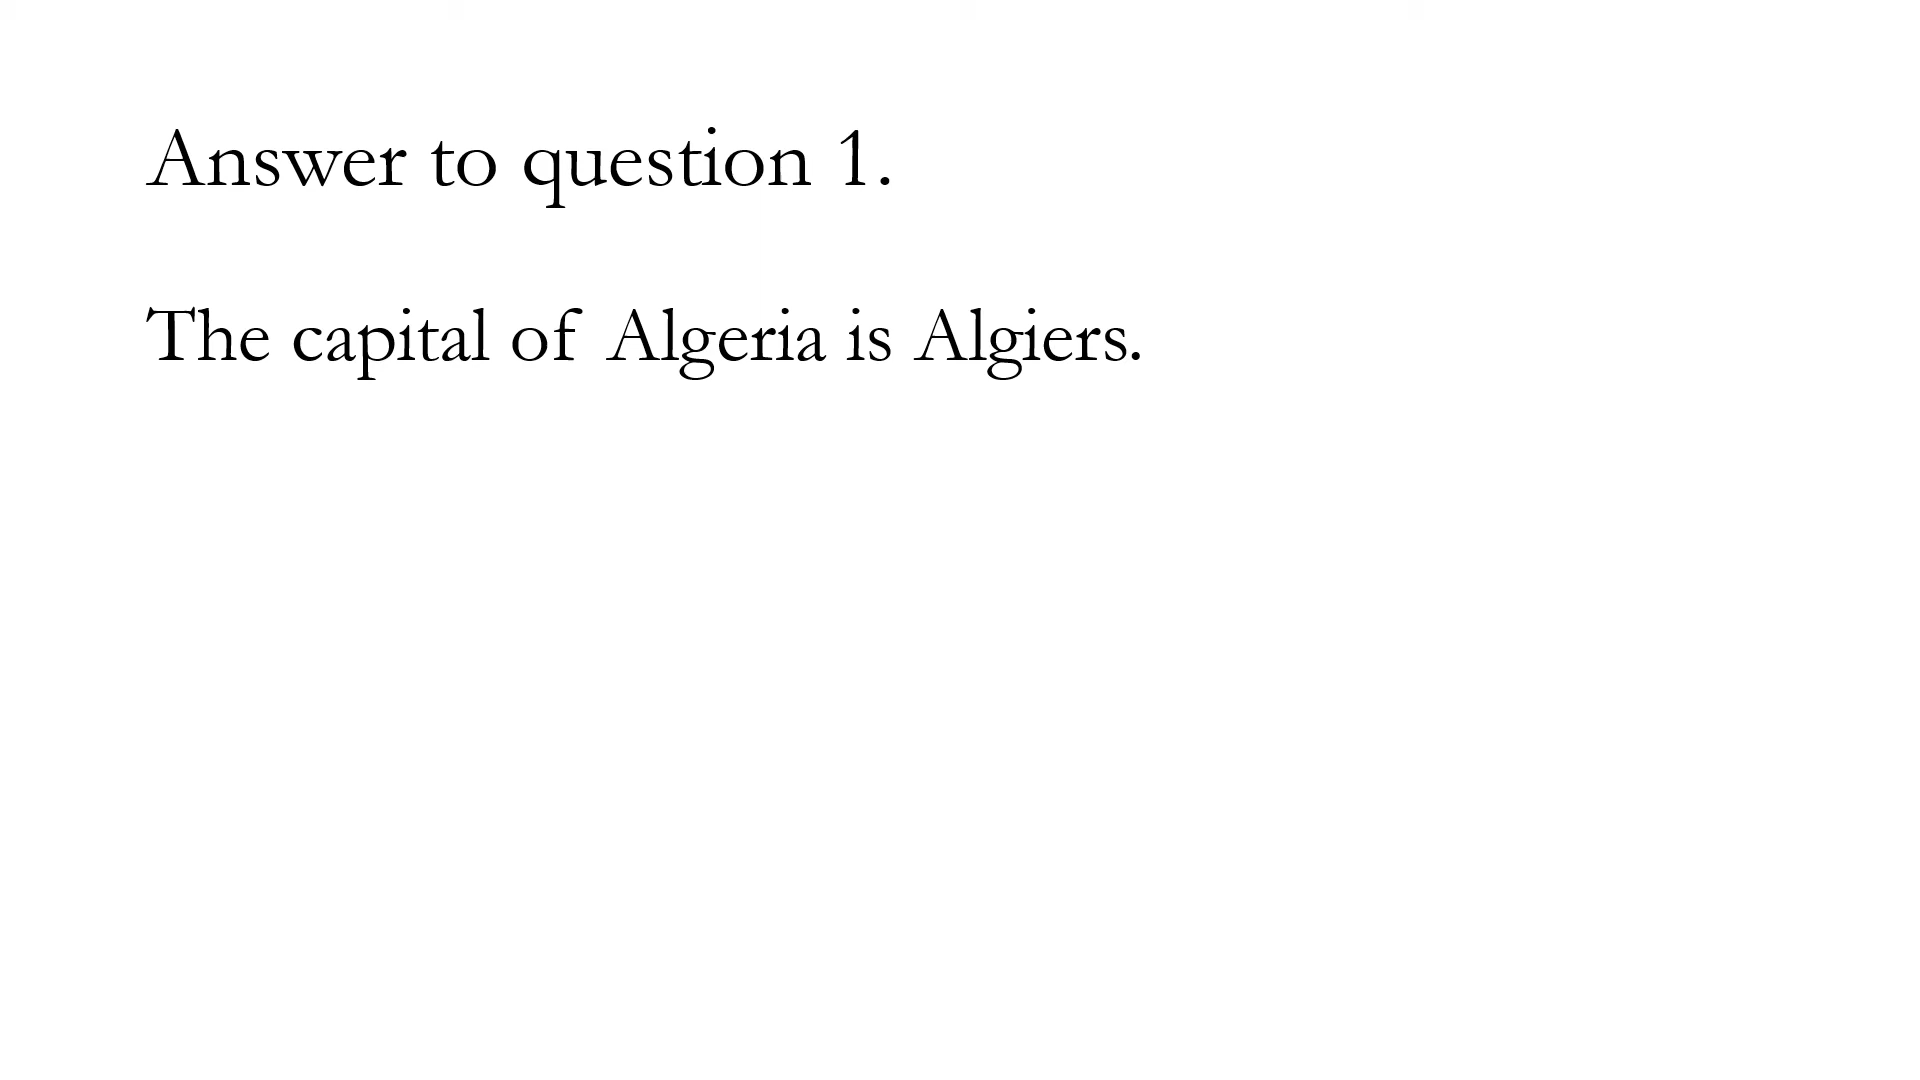 Answer to question 1.
The capital of Algeria is Algiers.